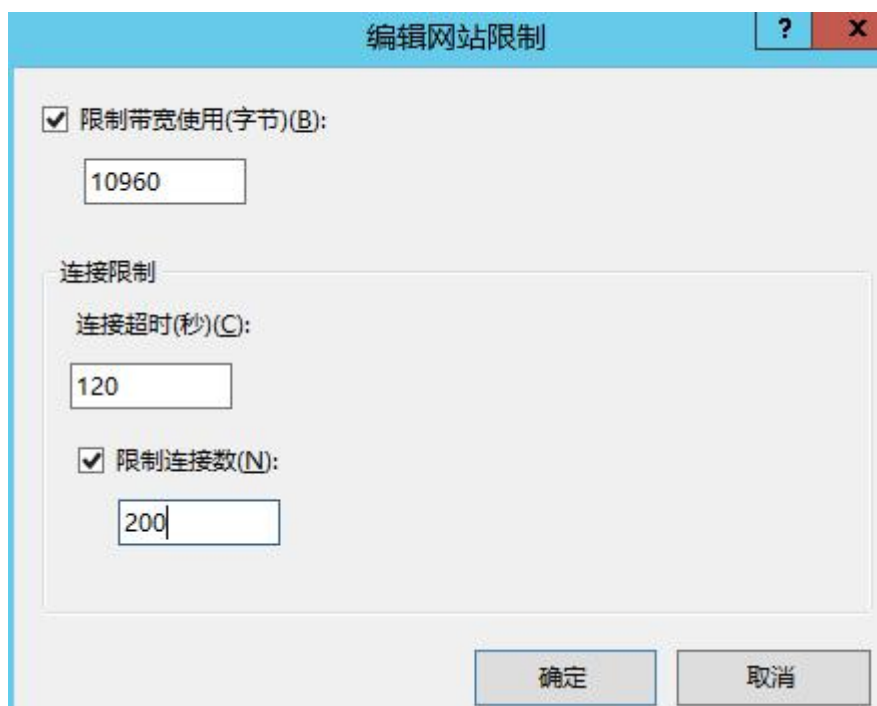 编辑网站限制
? x
限制带宽使用(字节)(B):
10960
连接限制
连接超时(秒)(C):
120
限制连接数(N):
200
确定 取消